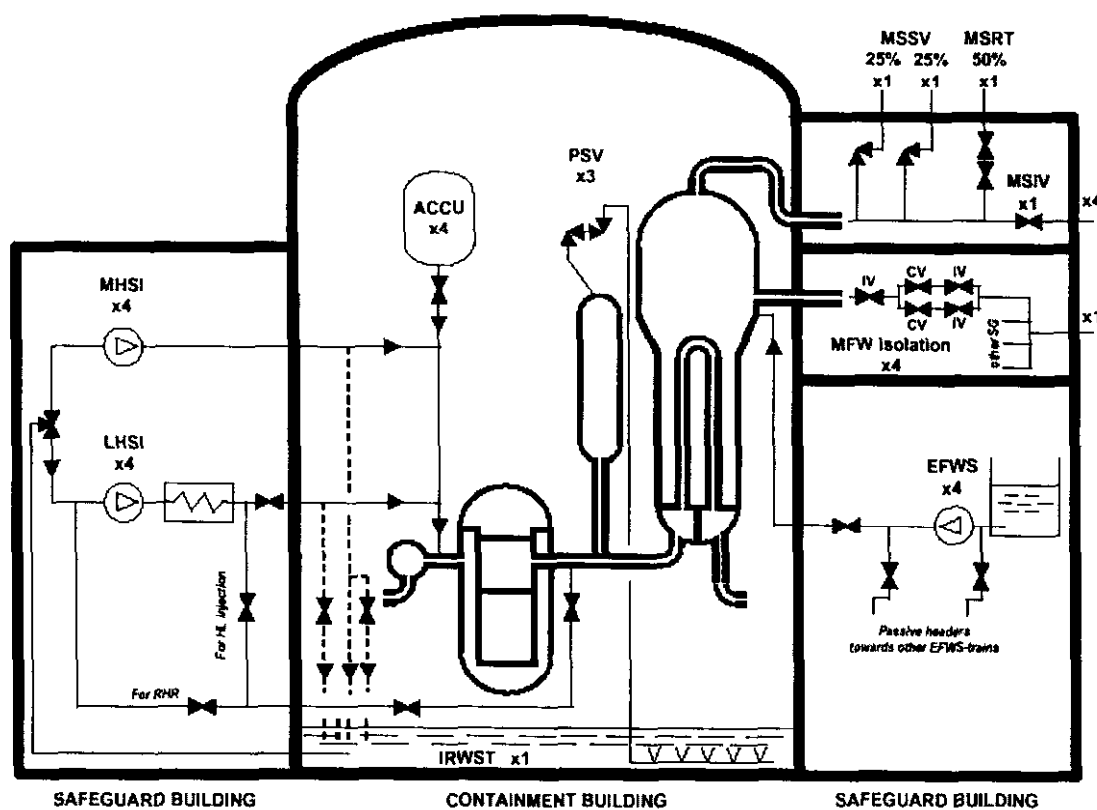 MSSV
25% 25%
x1 x1
MSRT
50%
x1
MSIV
x1
x4
PSV
x3
ACCU
x4
MHSI
x4
IV
CV
IV
CV
IV
x1
MFW Isolation
x4
other SG
LHSI
x4
EFWS
x4
For HL injection
Passive headers
towards other EFWS-trains
For RHR
IRWST x1
SAFEGUARD BUILDING
CONTAINMENT BUILDING
SAFEGUARD BUILDING